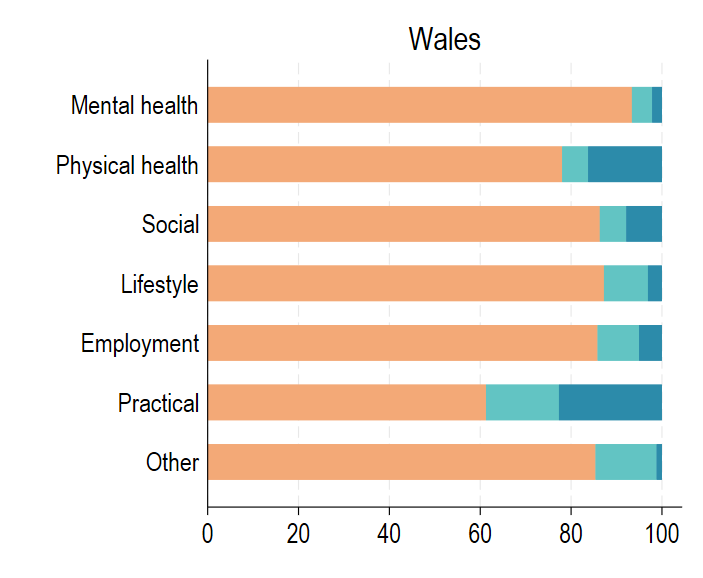 Wales
Mental health
Physical health
Social
Lifestyle
Employment
Practical
Other
0 20 40 60 80 100